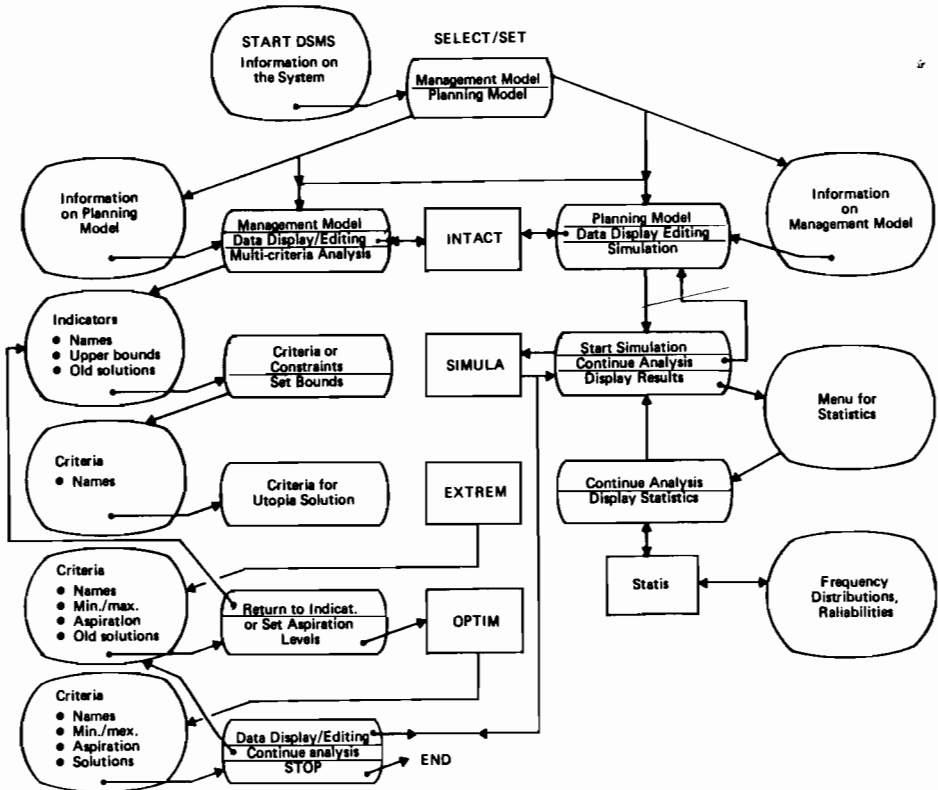 START DSMS
Information on
the System
SELECT/SET
Management Model
Planning Model
Information
on Planning
Model
Management Model
Data Display/Editing
Multi-criteria Analysis
INTACT
Planning Model
Data Display Editing
Simulation
Information
on
Management Model
Indicators
● Names
● Upper bounds
● Old solutions
Criteria or
Constraints
Set Bounds
SIMULA
Start Simulation
Continue Analysis
Display Results
Menu for
Statistics
Criteria
● Names
Criteria for
Utopia Solution
EXTREM
Continue Analysis
Display Statistics
Criteria
● Names
● Min./max.
● Aspiration
● Old solutions
Return to Indicat.
or Set Aspiration
Levels
OPTIM
Statis
Frequency
Distributions,
Raliabilities
Criteria
● Names
● Min./mex.
● Aspiration
● Solutions
Data Display/Editing
Continue analysis
STOP
END